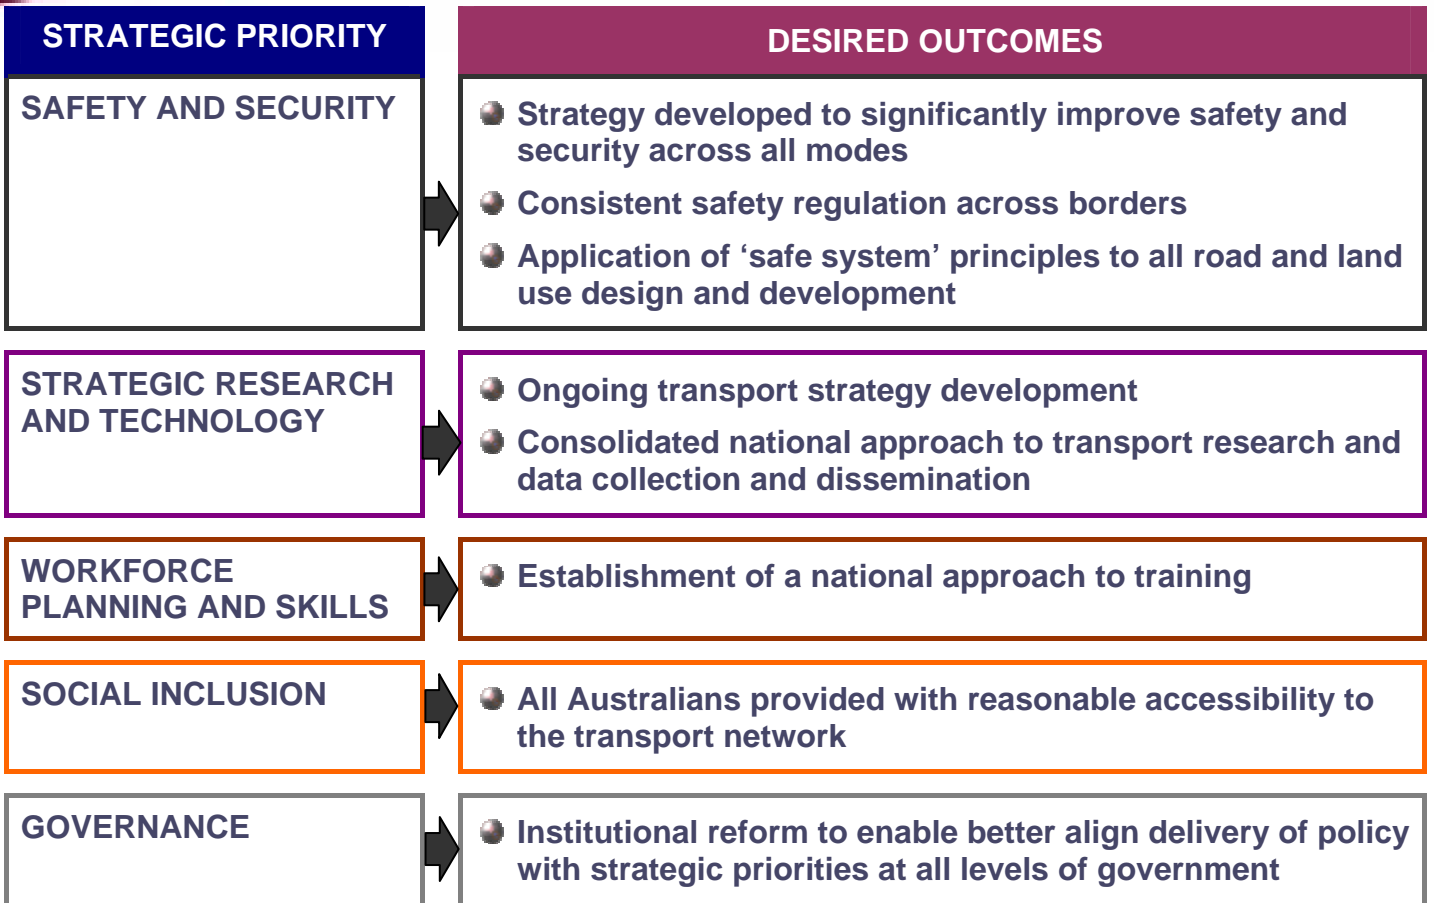 STRATEGIC PRIORITY
DESIRED OUTCOMES
SAFETY AND SECURITY
Strategy developed to significantly improve safety and
security across all modes
Consistent safety regulation across borders
Application of ‘safe system’ principles to all road and land
use design and development
STRATEGIC RESEARCH
AND TECHNOLOGY
Ongoing transport strategy development
Consolidated national approach to transport research and
data collection and dissemination
WORKFORCE
PLANNING AND SKILLS
Establishment of a national approach to training
SOCIAL INCLUSION
All Australians provided with reasonable accessibility to
the transport network
GOVERNANCE
Institutional reform to enable better align delivery of policy
with strategic priorities at all levels of government